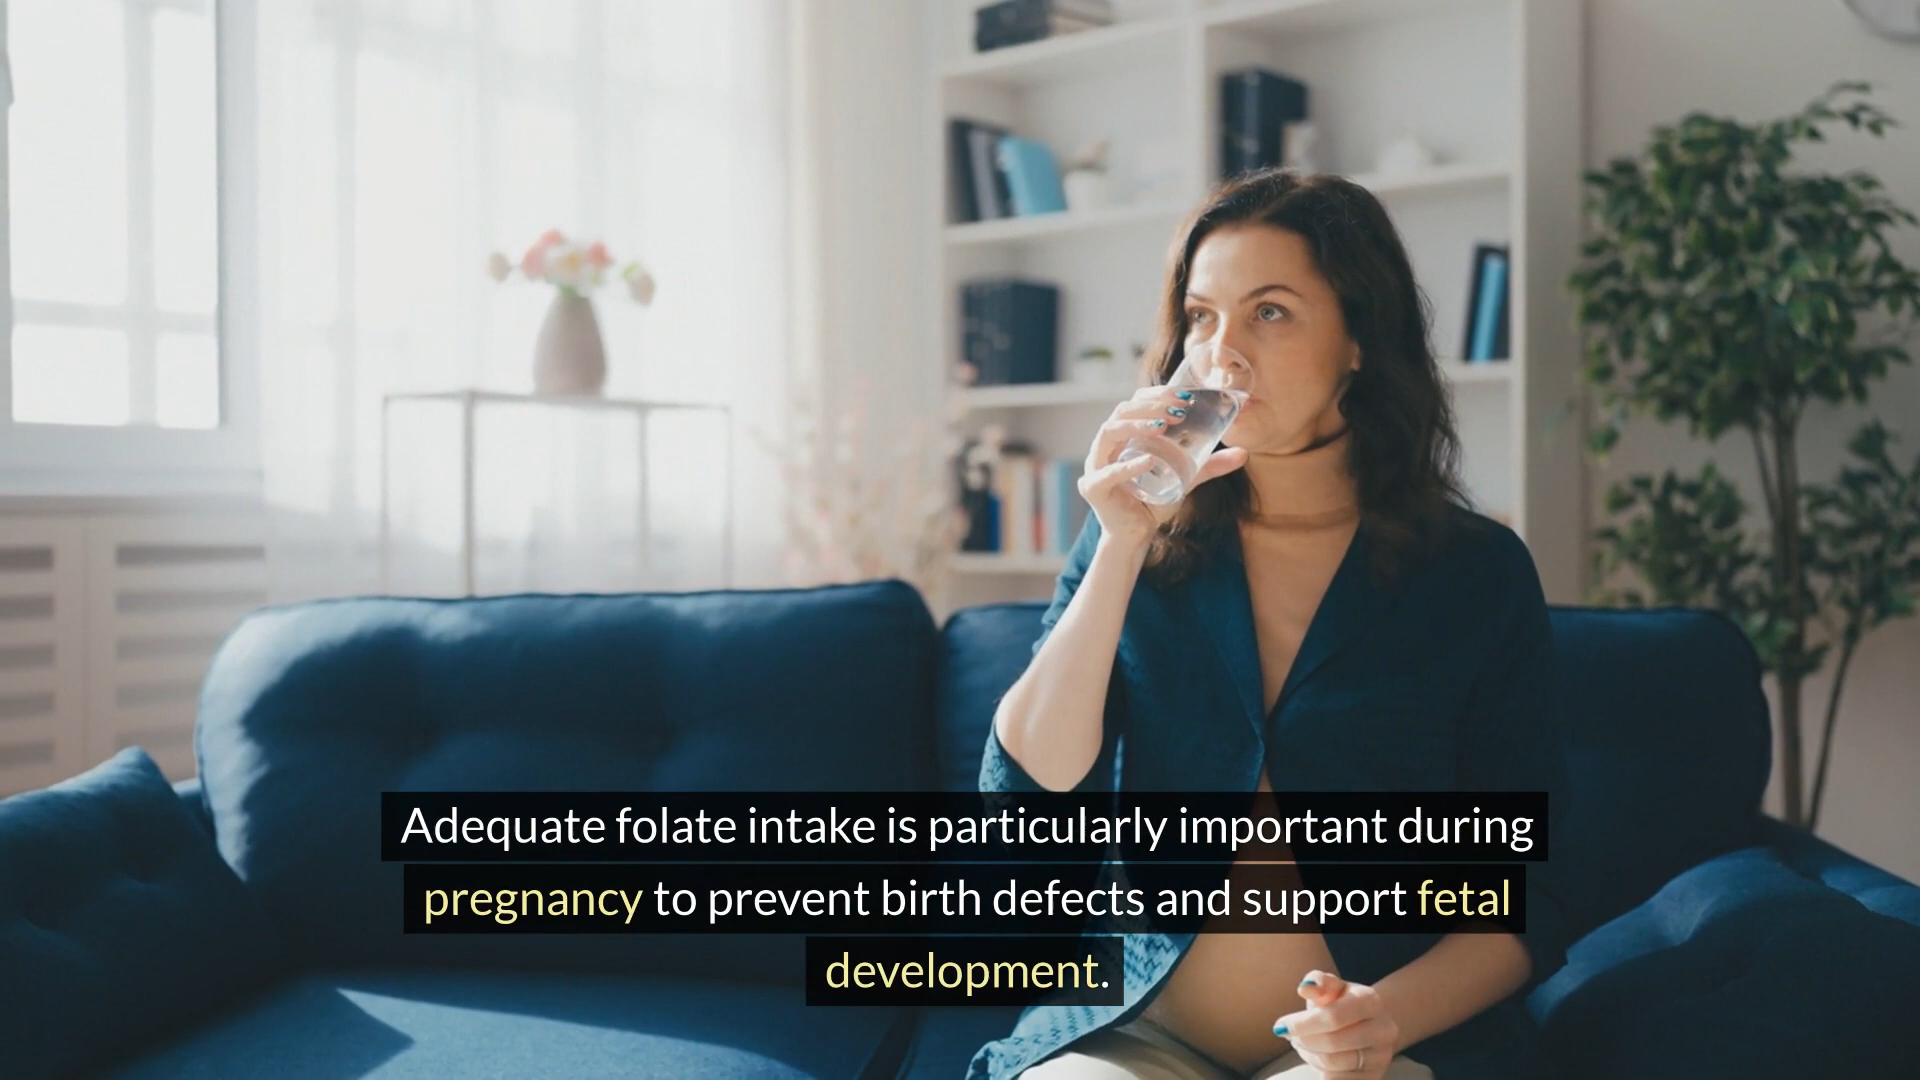 Adequate folate intake is particularly important during
pregnancy to prevent birth defects and support fetal
development.